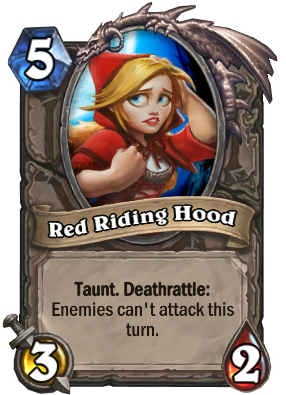 5
Red Riding Hood
Taunt. Deathrattle:
Enemies can't attack this
turn.
3
2